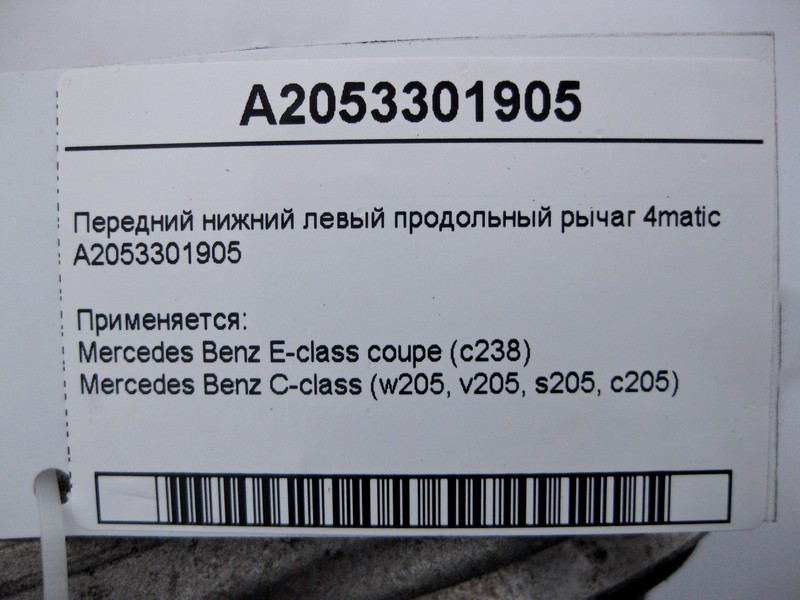 A2053301905
Передний нижний левый продольный рычаг 4matic
A2053301905
Применяется:
Mercedes Benz E-class coupe (c238)
Mercedes Benz C-class (w205, v205, s205, c205)